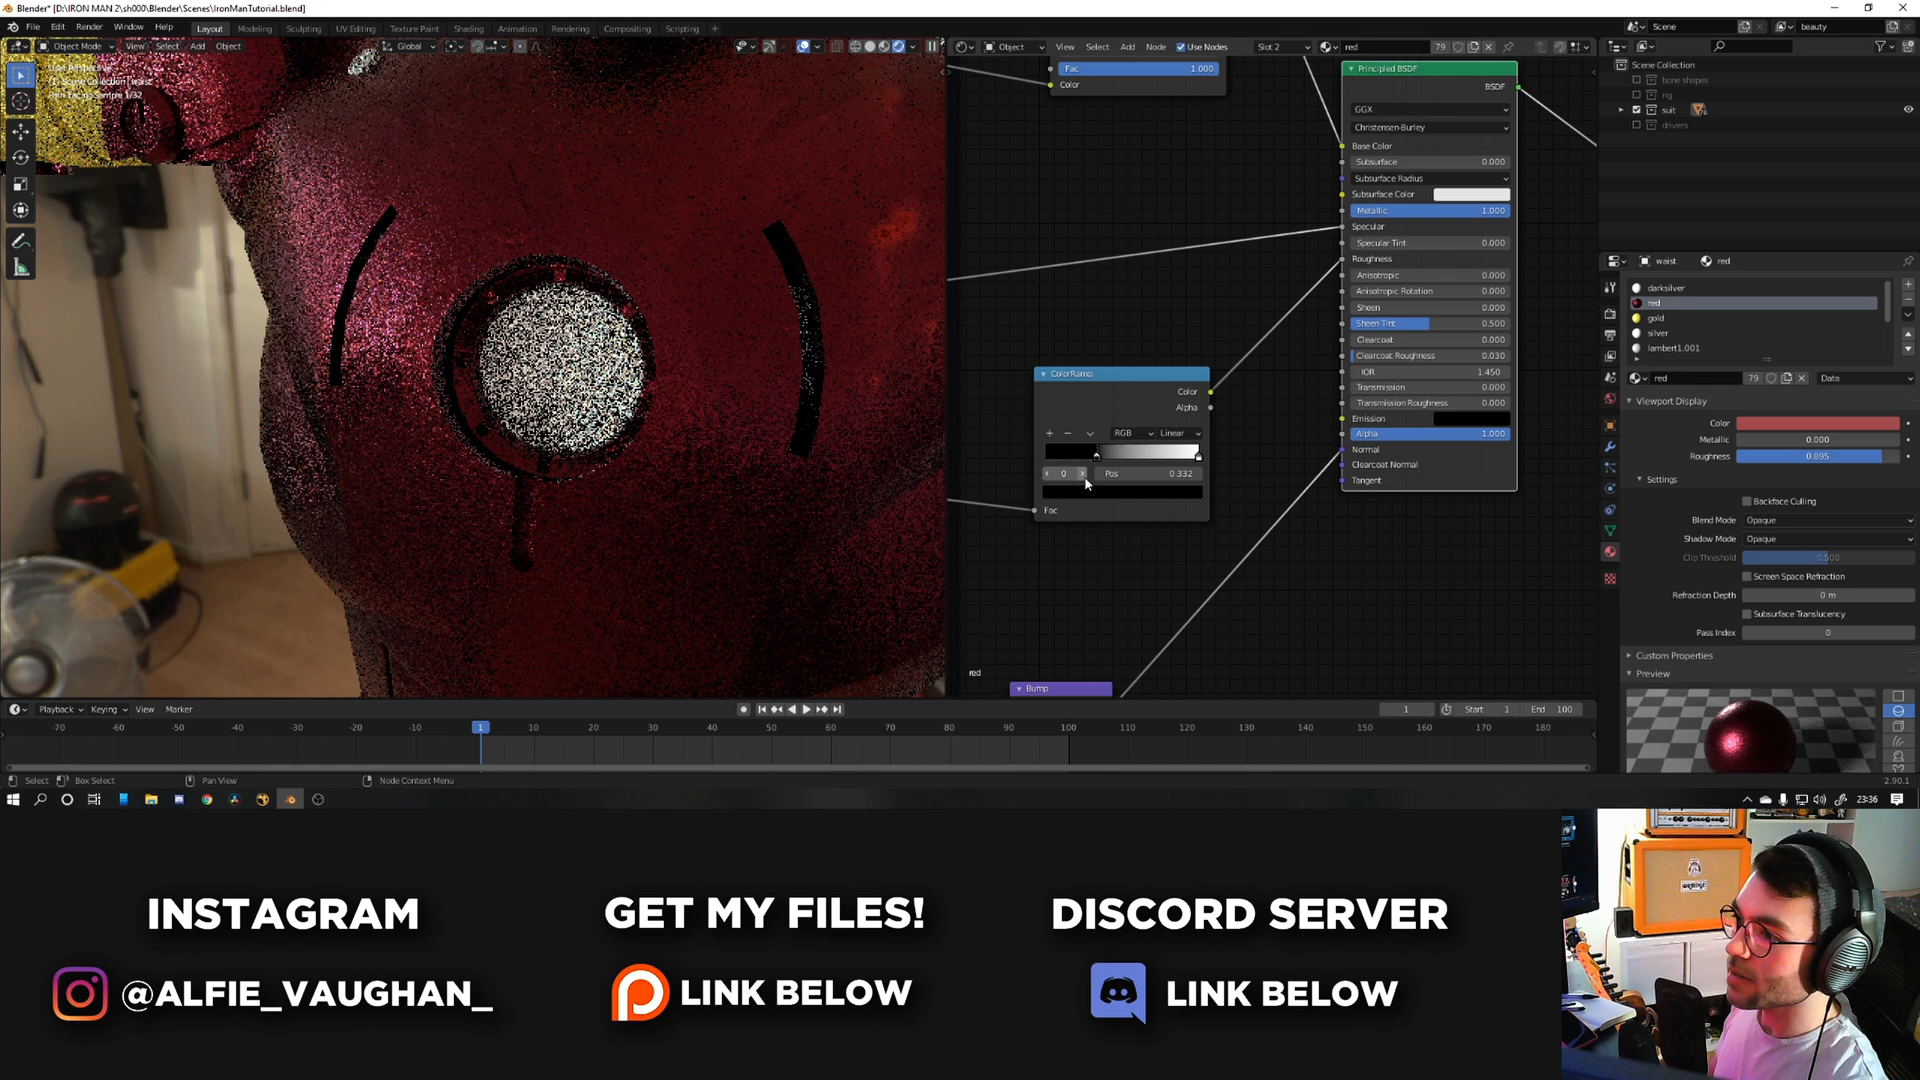 Blender* [D:\IRON MAN 2\sh000\Blender\Scenes\IronManTutorial.blend]
File Edit Render Window Help Layout Modeling Sculpting UV Editing Texture Paint Shading Animation Rendering Compositing Scripting +
Scene beauty
Object Mode View Select Add Object Global
Object View Select Add Node Use Nodes Slot 2 red 79
Scene Collection
bone shapes
rig
suit
drivers
Fac 1.000
Color
Principled BSDF
BSDF
GGX
Christensen-Burley
Base Color
Subsurface 0.000
Subsurface Radius
Subsurface Color
Metallic 1.000
Specular
Specular Tint 0.000
Roughness
Anisotropic 0.000
Anisotropic Rotation 0.000
Sheen 0.000
Sheen Tint 0.500
Clearcoat 0.000
Clearcoat Roughness 0.030
IOR 1.450
Transmission 0.000
Transmission Roughness 0.000
Emission
Alpha 1.000
Normal
Clearcoat Normal
Tangent
ColorRamp
Color
Alpha
RGB Linear
0 Pos 0.332
Fac
red
Bump
waist red
darksilver
red
gold
silver
lambert1.001
red 79 Data
Viewport Display
Color
Metallic 0.000
Roughness 0.895
Settings
Backface Culling
Blend Mode Opaque
Shadow Mode Opaque
Clip Threshold 0.500
Screen Space Refraction
Refraction Depth 0 m
Subsurface Translucency
Pass Index 0
Custom Properties
Preview
Playback Keying View Marker 1 Start 1 End 100
-70 -60 -50 -40 -30 -20 -10 1 10 20 30 40 50 60 70 80 90 100 110 120 130 140 150 160 170 180
Select Box Select Pan View Node Context Menu 2.90.1
23:36
INSTAGRAM GET MY FILES! DISCORD SERVER
@ALFIE_VAUGHAN_ LINK BELOW LINK BELOW